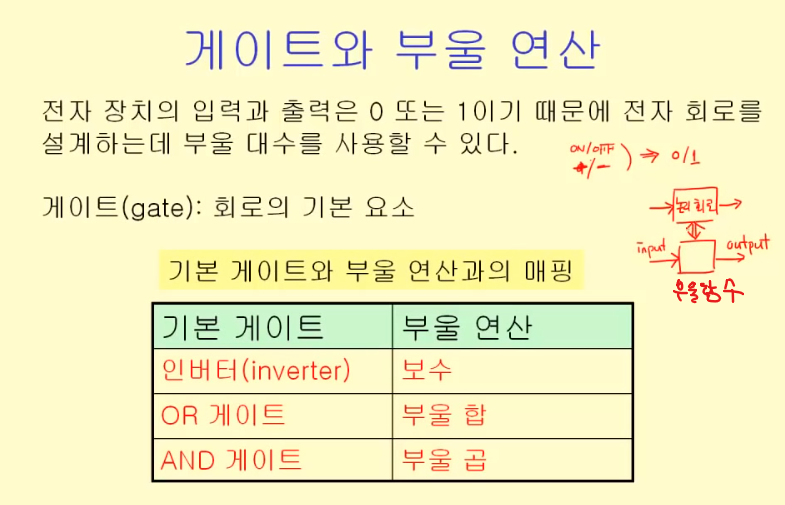 게이트와 부울 연산
전자 장치의 입력과 출력은 0 또는 1이기 때문에 전자 회로를
설계하는데 부울 대수를 사용할 수 있다.
ON/OFF
+/- ) ⇒ 0/1
게이트(gate): 회로의 기본 요소
논리회로
input output
부울함수
기본 게이트와 부울 연산과의 매핑
기본 게이트 부울 연산
인버터(inverter) 보수
OR 게이트 부울 합
AND 게이트 부울 곱